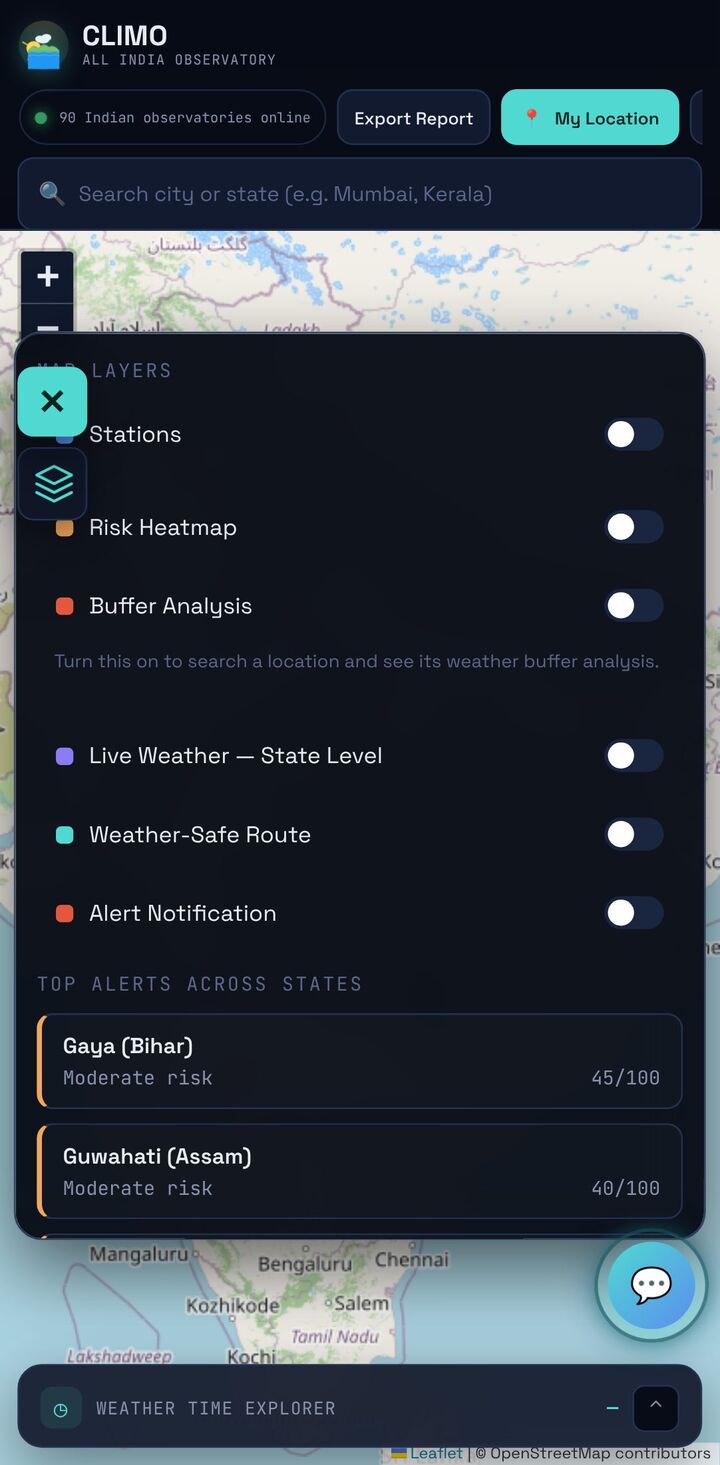 CLIMO
ALL INDIA OBSERVATORY
90 Indian observatories online
Export Report
My Location
Search city or state (e.g. Mumbai, Kerala)
گلگت بلتستان
Ladakh
LAYERS
Stations
Risk Heatmap
Buffer Analysis
Turn this on to search a location and see its weather buffer analysis.
Live Weather — State Level
Weather-Safe Route
Alert Notification
TOP ALERTS ACROSS STATES
Gaya (Bihar)
Moderate risk
45/100
Guwahati (Assam)
Moderate risk
40/100
Mangaluru
Bengaluru
Chennai
Kozhikode
Salem
Tamil Nadu
Lakshadweep
Kochi
WEATHER TIME EXPLORER
Leaflet | © OpenStreetMap contributors